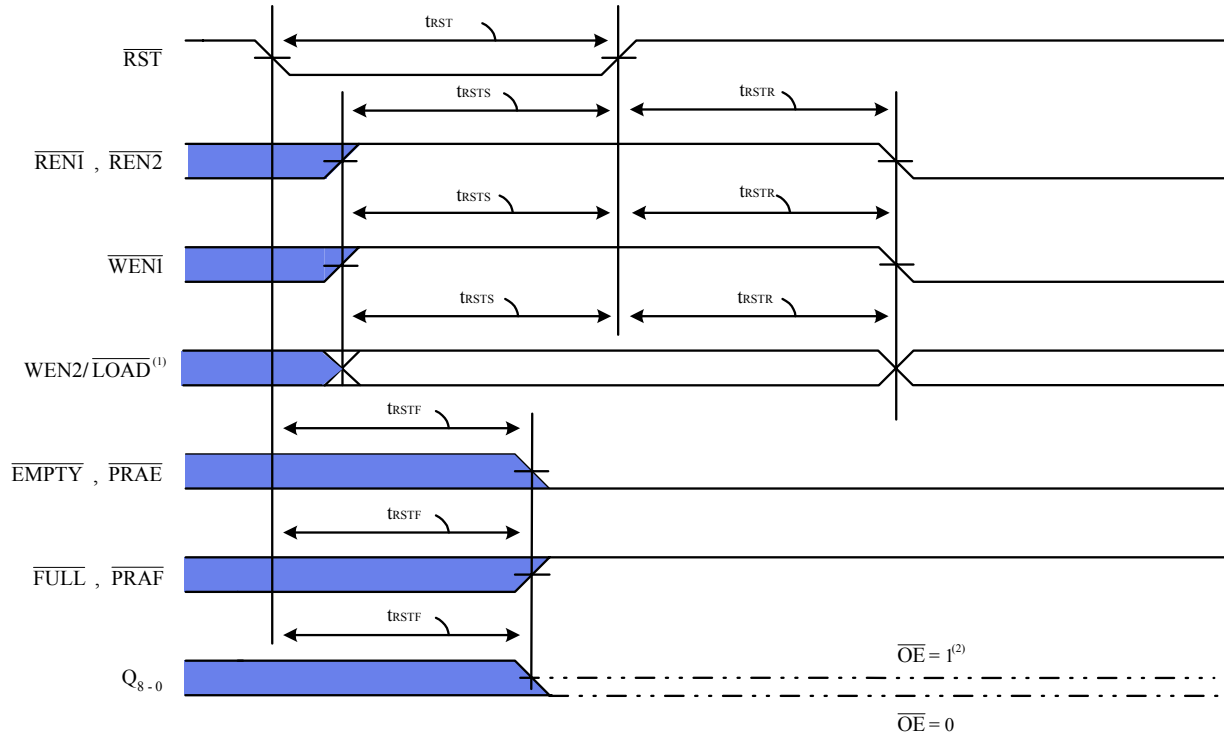 tRST
RST
tRSTS tRSTR
REN1 , REN2
tRSTS tRSTR
WEN1
tRSTS tRSTR
WEN2/LOAD(1)
tRSTF
EMPTY , PRAE
tRSTF
FULL , PRAF
tRSTF
OE = 1(2)
Q8 - 0
OE = 0